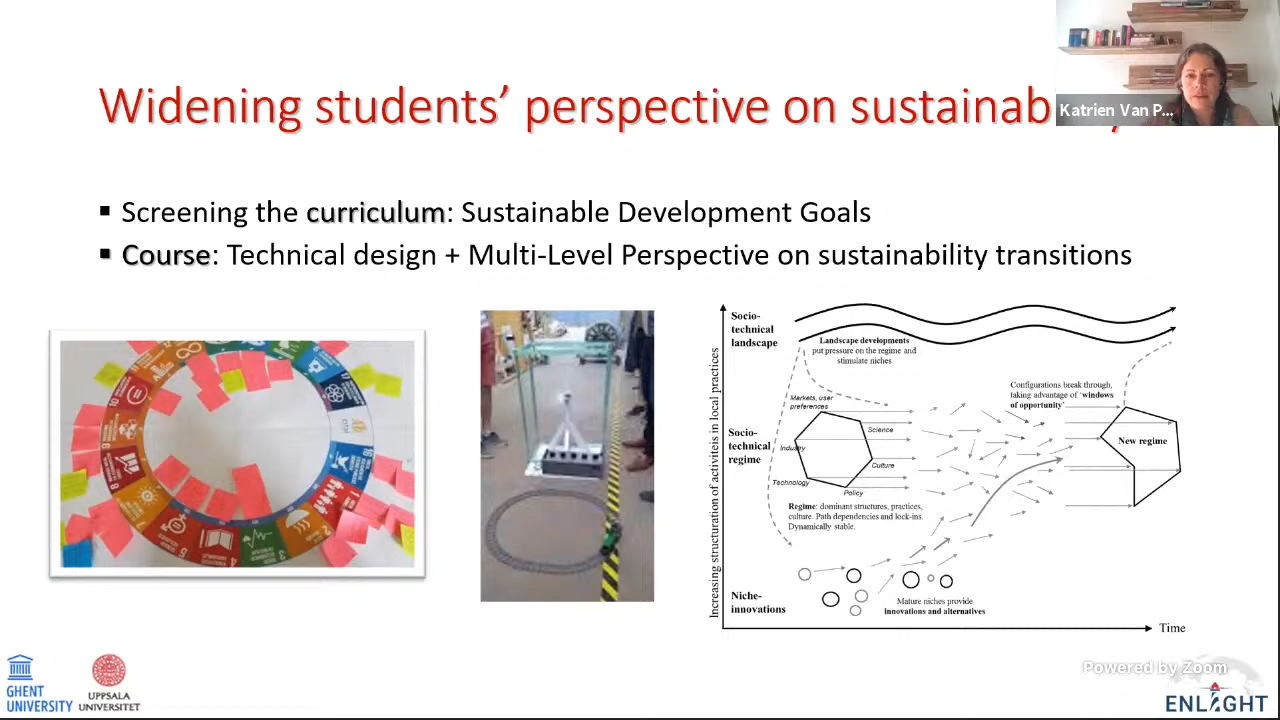 Widening students' perspective on sustainab
Katrien Van P...
▪ Screening the curriculum: Sustainable Development Goals
▪ Course: Technical design + Multi-Level Perspective on sustainability transitions
Increasing structuration of activiteis in local practices
Socio-
technical
landscape
Landscape developments
put pressure on the regime and
stimulate niches
Configurations break through,
taking advantage of 'windows
of opportunity'
Markets, user
preferences
Science
Socio-
technical
regime
Industry
Culture
Technology
Policy
New regime
Regime: dominant structures, practices,
culture. Path dependencies and lock-ins.
Dynamically stable.
Niche-
innovations
Mature niches provide
innovations and alternatives
Time
Powered by Zoom
GHENT
UNIVERSITY
UPPSALA
UNIVERSITET
ENLIGHT